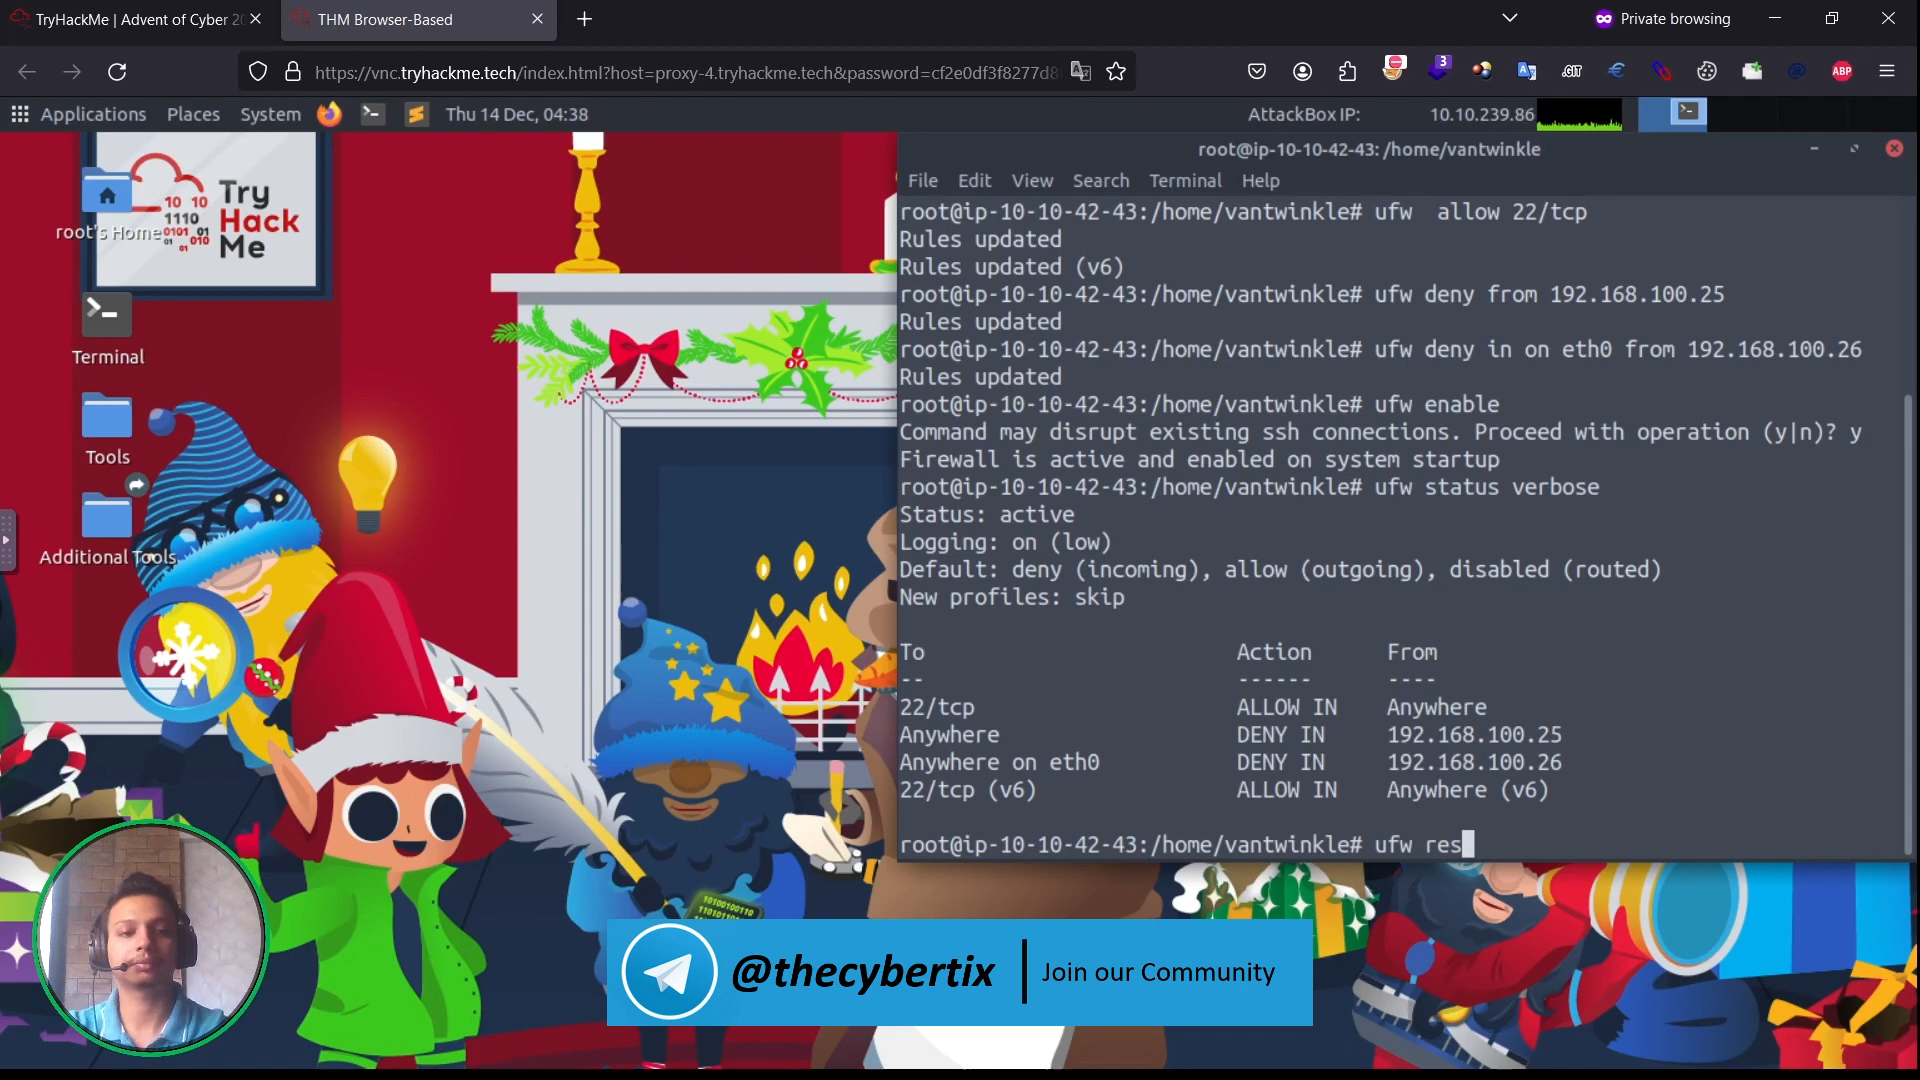 TryHackMe | Advent of Cyber 20
THM Browser-Based
Private browsing
https://vnc.tryhackme.tech/index.html?host=proxy-4.tryhackme.tech&password=cf2e0df3f8277d8
3
.GIT
ABP
Applications Places System
Thu 14 Dec, 04:38
AttackBox IP: 10.10.239.86
root@ip-10-10-42-43: /home/vantwinkle
File Edit View Search Terminal Help
root@ip-10-10-42-43:/home/vantwinkle# ufw  allow 22/tcp
Rules updated
Rules updated (v6)
root@ip-10-10-42-43:/home/vantwinkle# ufw deny from 192.168.100.25
Rules updated
root@ip-10-10-42-43:/home/vantwinkle# ufw deny in on eth0 from 192.168.100.26
Rules updated
root@ip-10-10-42-43:/home/vantwinkle# ufw enable
Command may disrupt existing ssh connections. Proceed with operation (y|n)? y
Firewall is active and enabled on system startup
root@ip-10-10-42-43:/home/vantwinkle# ufw status verbose
Status: active
Logging: on (low)
Default: deny (incoming), allow (outgoing), disabled (routed)
New profiles: skip
To Action From
-- ------ ----
22/tcp ALLOW IN Anywhere
Anywhere DENY IN 192.168.100.25
Anywhere on eth0 DENY IN 192.168.100.26
22/tcp (v6) ALLOW IN Anywhere (v6)
root@ip-10-10-42-43:/home/vantwinkle# ufw res
Try
Hack
Me
10 10
1110
0101 01
01 010
root's Home
Terminal
Tools
Additional Tools
@thecybertix | Join our Community